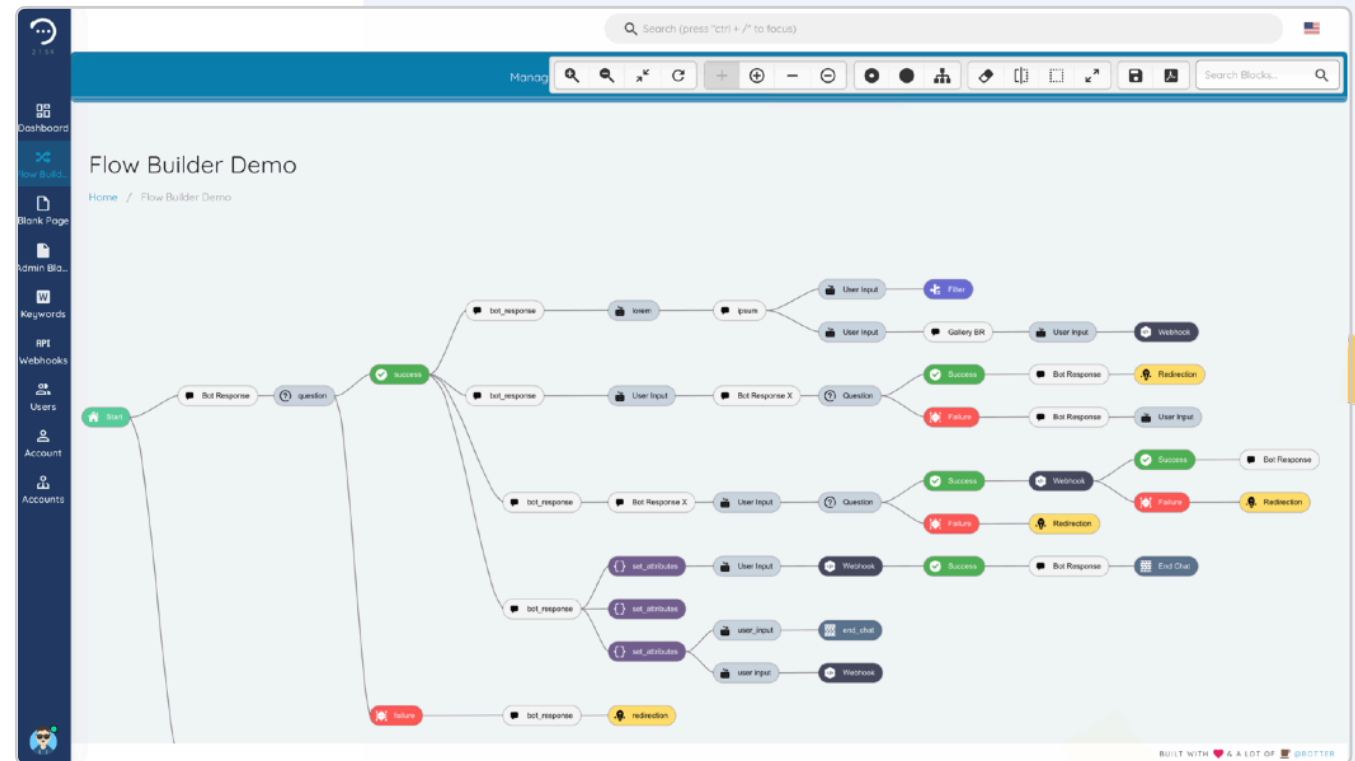 Search (press "ctrl + /" to focus)
2.1.54
Manag
Search Blocks...
Dashboard
Flow Build...
Blank Page
Admin Bla...
W
Keywords
API
Webhooks
Users
Account
Accounts
Flow Builder Demo
Home / Flow Builder Demo
User Input Filter
bot_response lorem ipsum
User Input Gallery BR User Input Webhook
success Success Bot Response Redirection
Start Bot Response question bot_response User Input Bot Response X Question
Failure Bot Response User Input
Success Bot Response
Success Webhook
bot_response Bot Response X User Input Question Failure Redirection
Failure Redirection
set_attributes User Input Webhook Success Bot Response End Chat
bot_response set_attributes
user_input end_chat
set_attributes
user input Webhook
failure bot_response redirection
BUILT WITH & A LOT OF @BOTTER